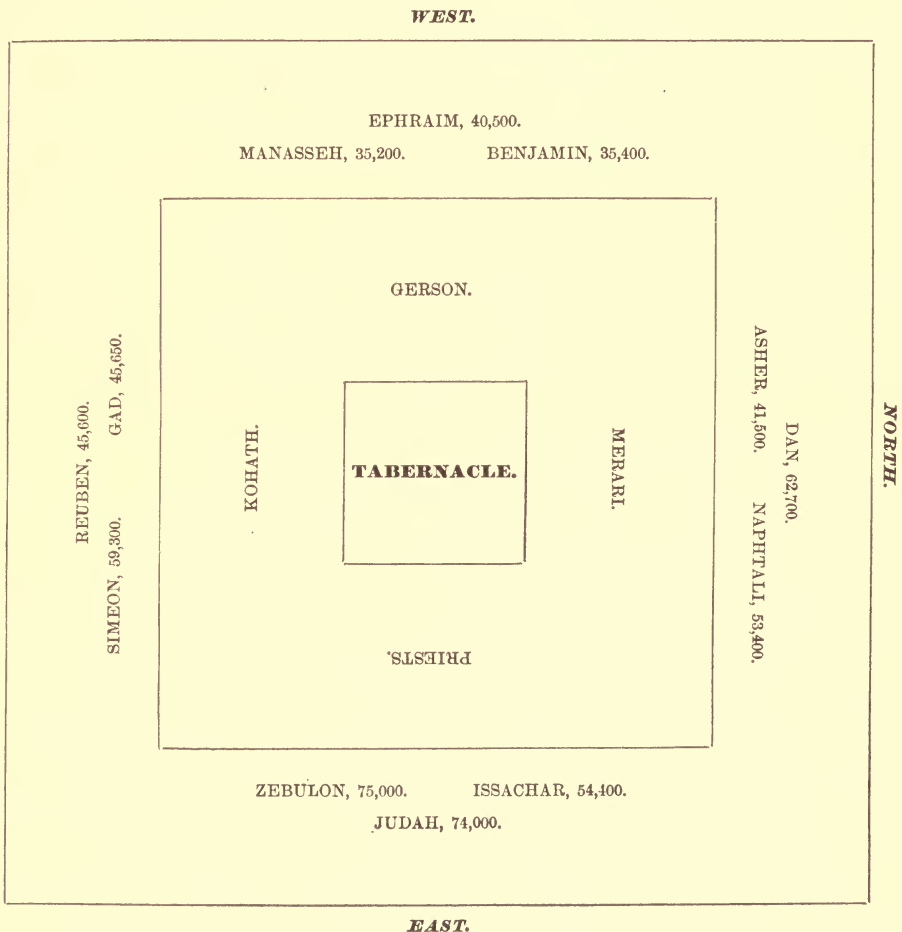 WEST.
EPHRAIM, 40,500.
MANASSEH, 35,200. BENJAMIN, 35,400.
GERSON.
REUBEN, 45,600.
SIMEON, 59,300. GAD, 45,650.
KOHATH.
TABERNACLE.
MERARI.
ASHER, 41,500. NAPHTALI, 53,400.
DAN, 62,700.
NORTH.
PRIESTS.
ZEBULON, 75,000. ISSACHAR, 54,400.
JUDAH, 74,000.
EAST.